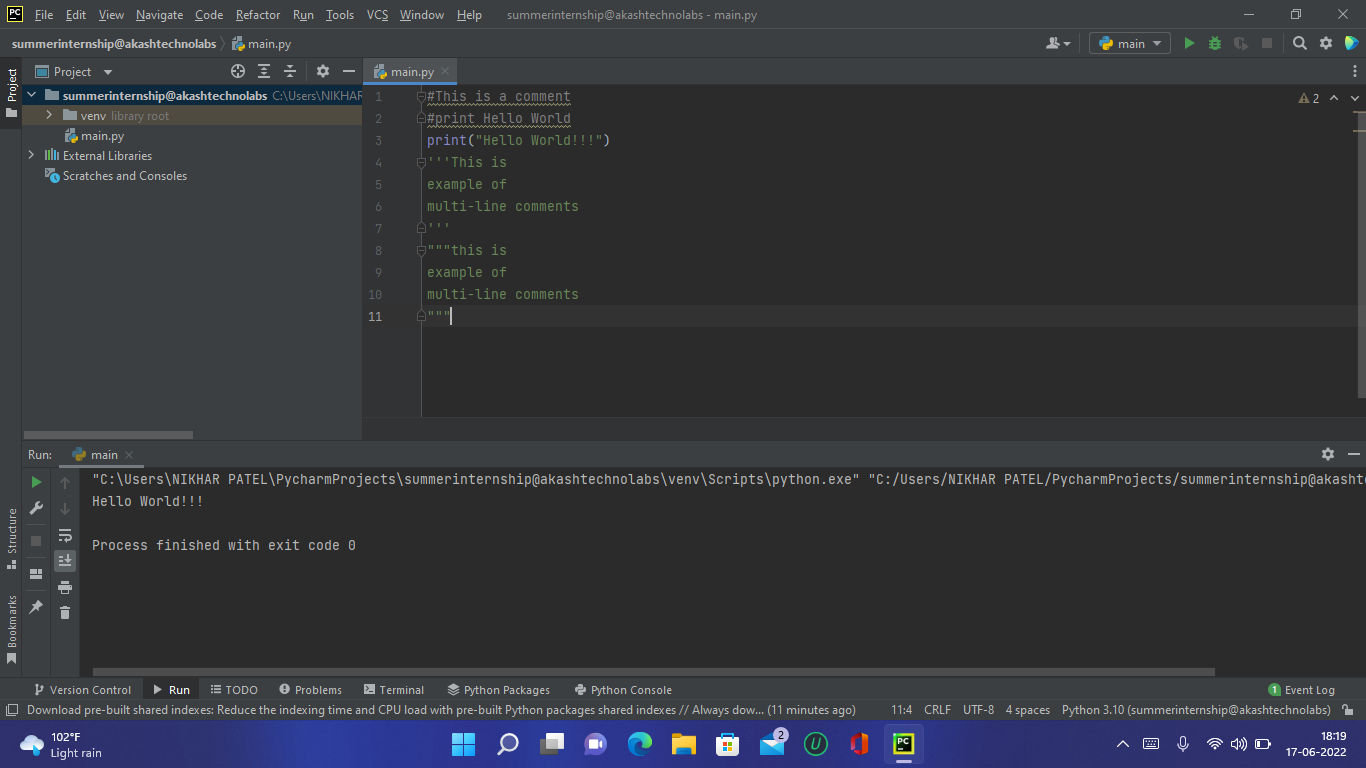 PC File Edit View Navigate Code Refactor Run Tools VCS Window Help summerinternship@akashtechnolabs - main.py
summerinternship@akashtechnolabs main.py main
Project Project main.py
summerinternship@akashtechnolabs C:\Users\NIKHAR
venv library root
main.py
External Libraries
Scratches and Consoles
2
1 #This is a comment
2 #print Hello World
3 print("Hello World!!!")
4 '''This is
5 example of
6 multi-line comments
7 '''
8 """this is
9 example of
10 multi-line comments
11 """
Run: main
"C:\Users\NIKHAR PATEL\PycharmProjects\summerinternship@akashtechnolabs\venv\Scripts\python.exe" "C:/Users/NIKHAR PATEL/PycharmProjects/summerinternship@akasht
Hello World!!!
Process finished with exit code 0
Structure
Bookmarks
Version Control Run TODO Problems Terminal Python Packages Python Console 1 Event Log
Download pre-built shared indexes: Reduce the indexing time and CPU load with pre-built Python packages shared indexes // Always dow... (11 minutes ago) 11:4 CRLF UTF-8 4 spaces Python 3.10 (summerinternship@akashtechnolabs)
102°F
Light rain
2
U
PC
18:19
17-06-2022